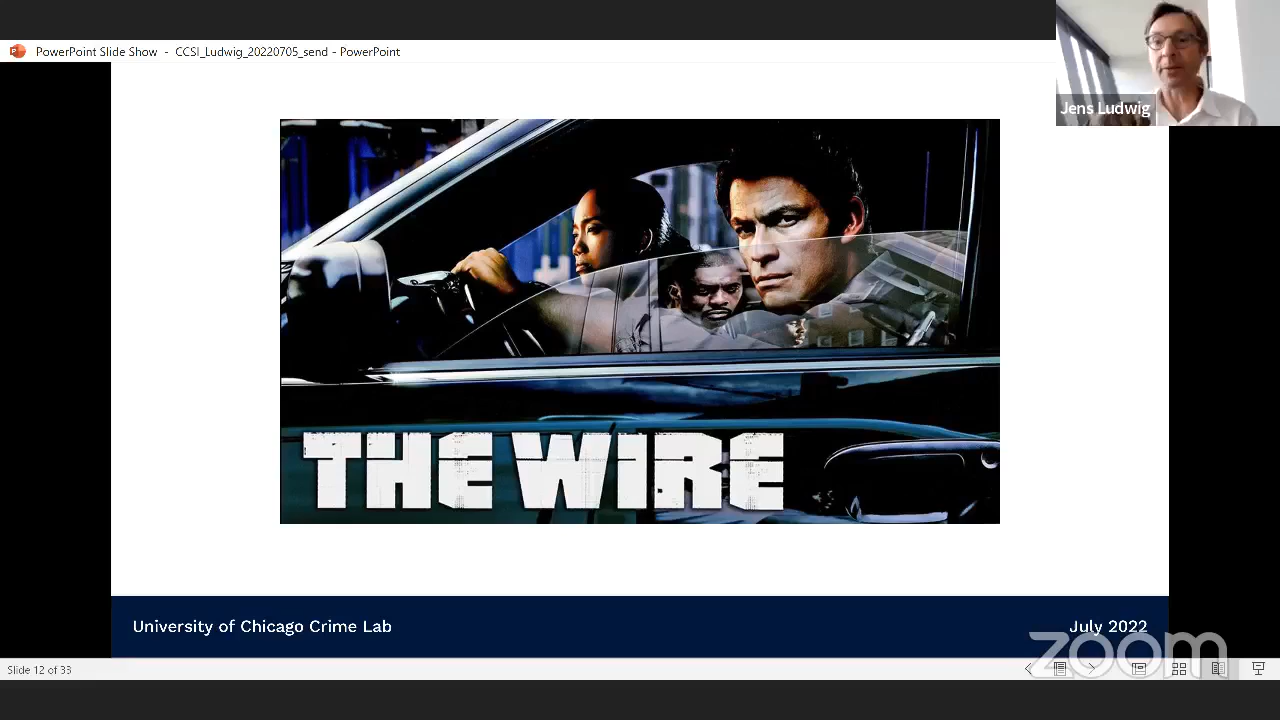 PowerPoint Slide Show - CCSI_Ludwig_20220705_send - PowerPoint
Jens Ludwig
THE WIRE
University of Chicago Crime Lab
July 2022
zoom
Slide 12 of 33